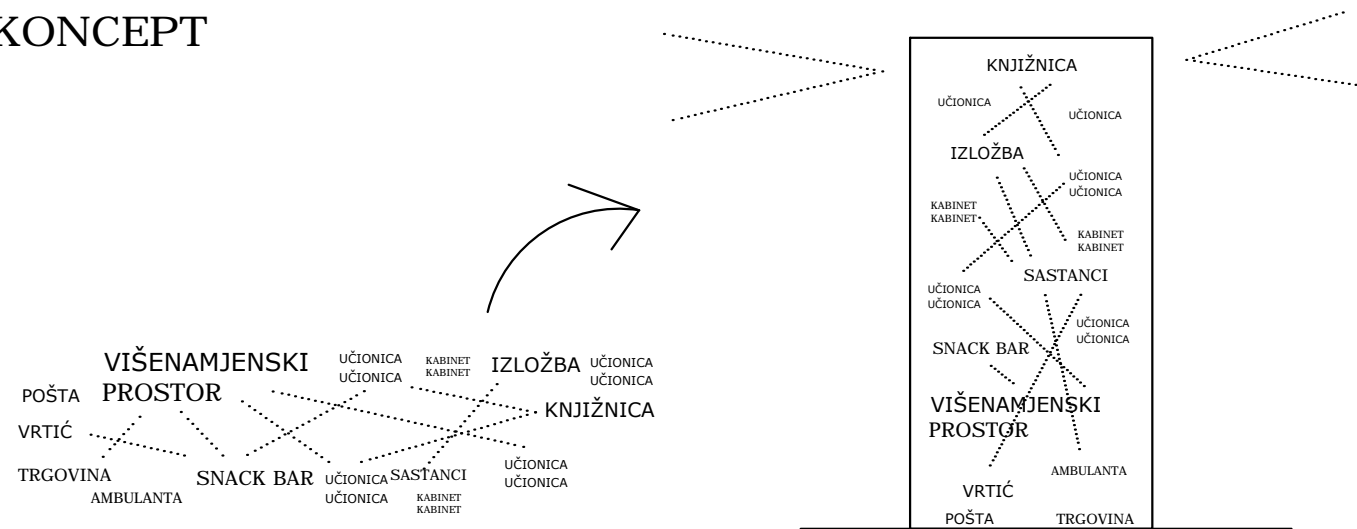 KONCEPT
VIŠENAMJENSKI
PROSTOR
POŠTA
VRTIĆ
TRGOVINA
AMBULANTA
SNACK BAR
UČIONICA
UČIONICA
KABINET
KABINET
IZLOŽBA
UČIONICA
UČIONICA
KNJIŽNICA
UČIONICA
UČIONICA
SASTANCI
KABINET
KABINET
UČIONICA
UČIONICA
KNJIŽNICA
UČIONICA
UČIONICA
IZLOŽBA
UČIONICA
UČIONICA
KABINET
KABINET
KABINET
KABINET
SASTANCI
UČIONICA
UČIONICA
UČIONICA
UČIONICA
SNACK BAR
VIŠENAMJENSKI
PROSTOR
AMBULANTA
VRTIĆ
POŠTA
TRGOVINA